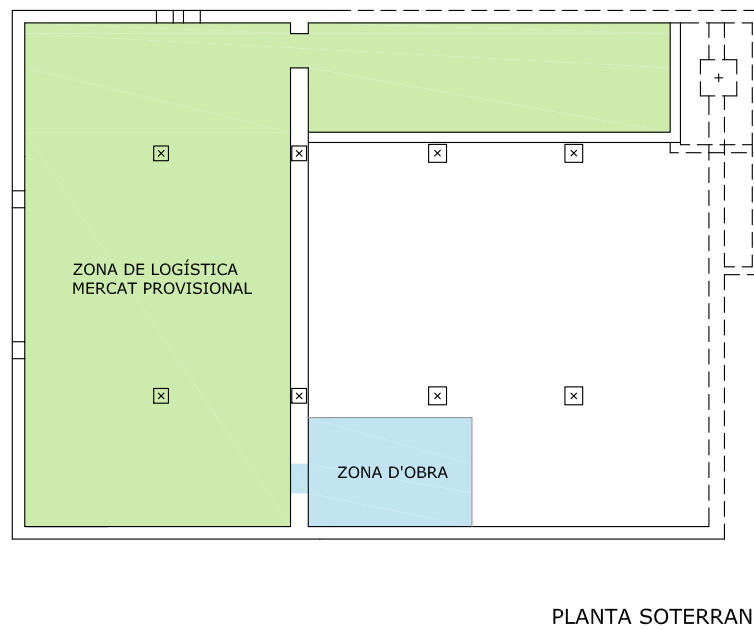 ZONA DE LOGÍSTICA
MERCAT PROVISIONAL
ZONA D'OBRA
PLANTA SOTERRAN